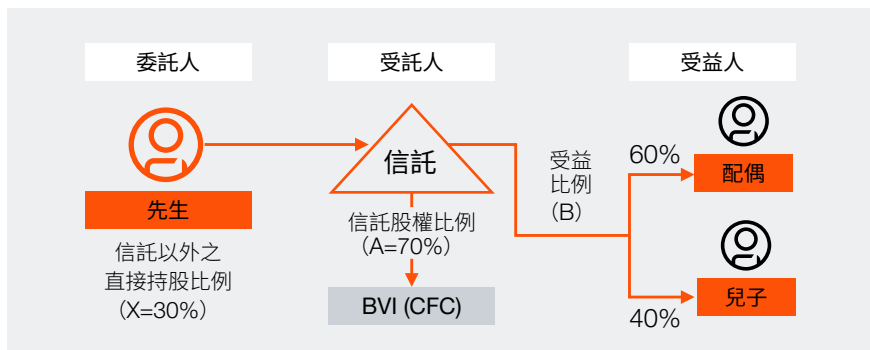 委託人
受託人
受益人
先生
信託以外之
直接持股比例
（X=30%）
信託
信託股權比例
（A=70%）
BVI (CFC)
受益
比例
（B）
60%
配偶
兒子
40%